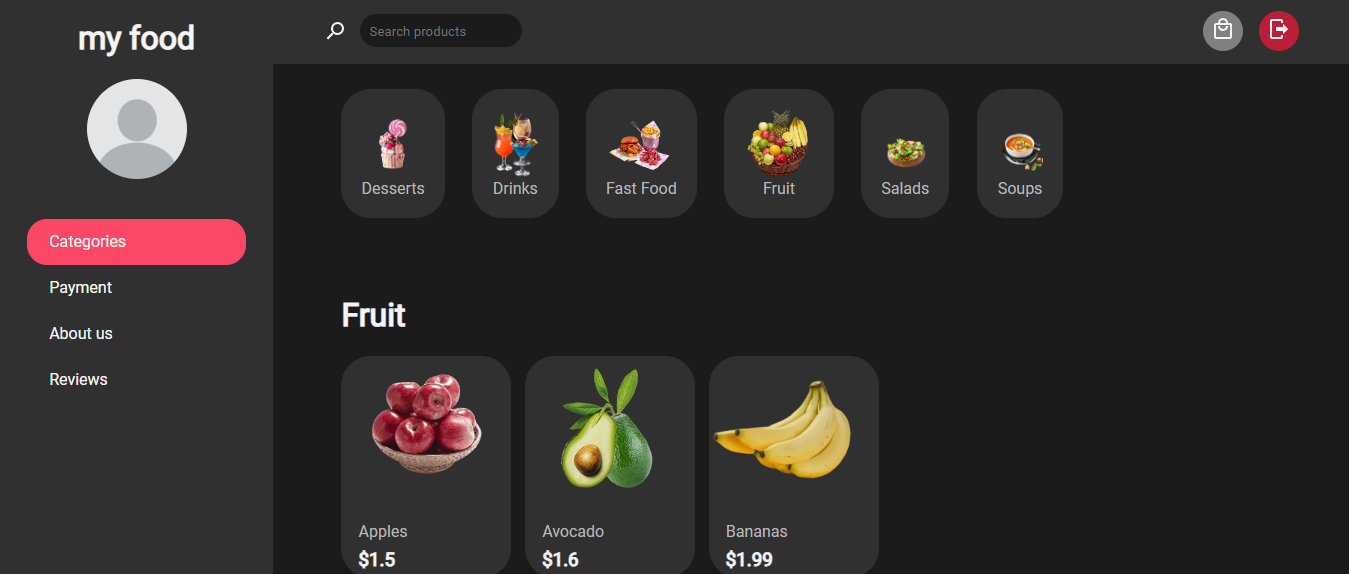 my food
Search products
Categories
Payment
About us
Reviews
Desserts
Drinks
Fast Food
Fruit
Salads
Soups
Fruit
Apples
$1.5
Avocado
$1.6
Bananas
$1.99